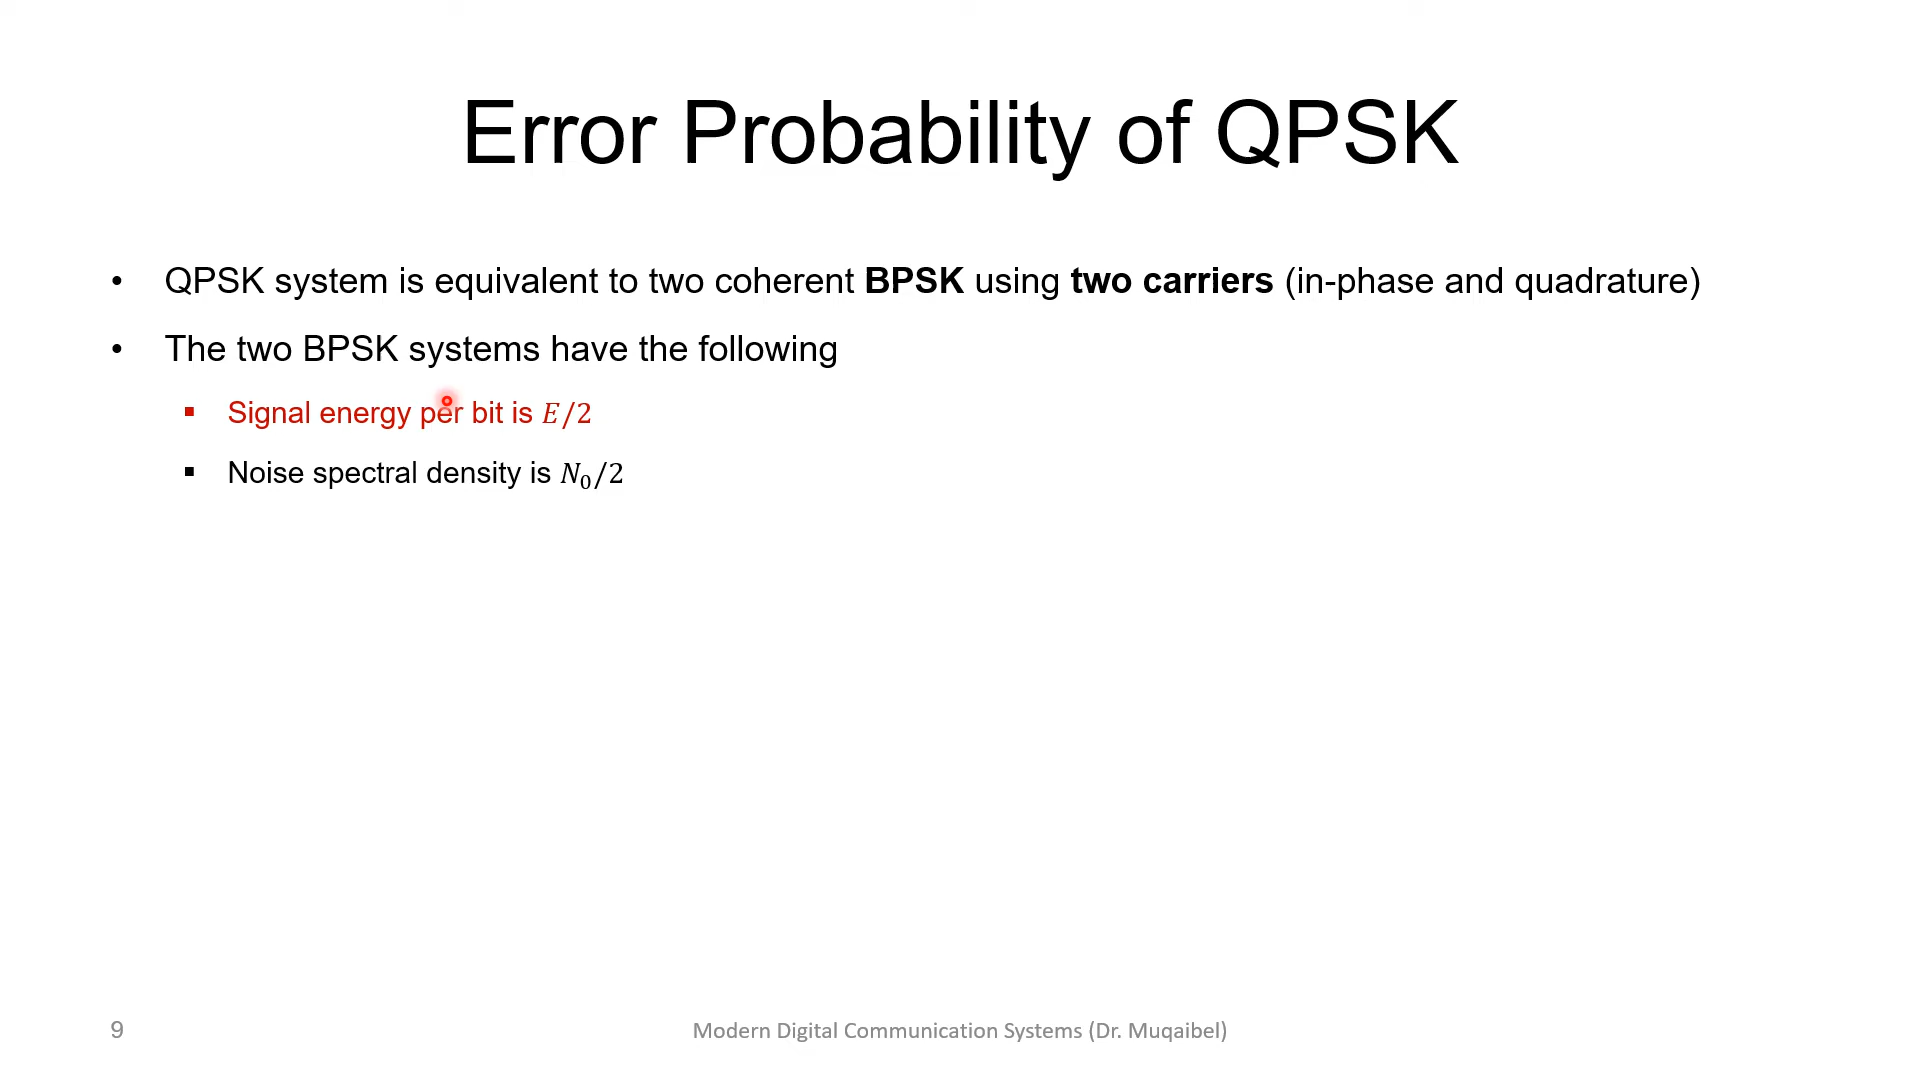 Error Probability of QPSK
• QPSK system is equivalent to two coherent BPSK using two carriers (in-phase and quadrature)
• The two BPSK systems have the following
▪ Signal energy per bit is E/2
▪ Noise spectral density is N₀/2
9
Modern Digital Communication Systems (Dr. Muqaibel)